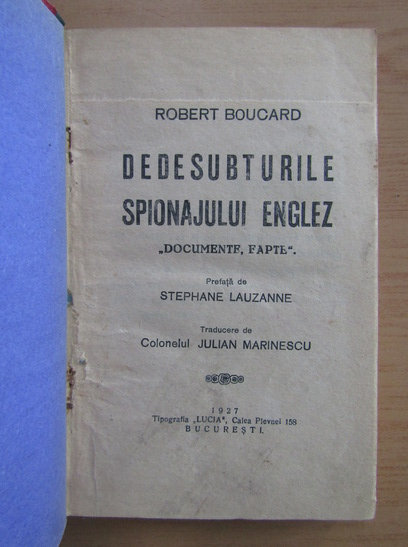 ROBERT BOUCARD
DEDESUBTURILE
SPIONAJULUI ENGLEZ
„DOCUMENTE, FAPTE“.
Prefaţă de
STEPHANE LAUZANNE
Traducere de
Colonelul JULIAN MARINESCU
1927
Tipografia „LUCIA“, Calea Plevnei 158
BUCUREŞTI.